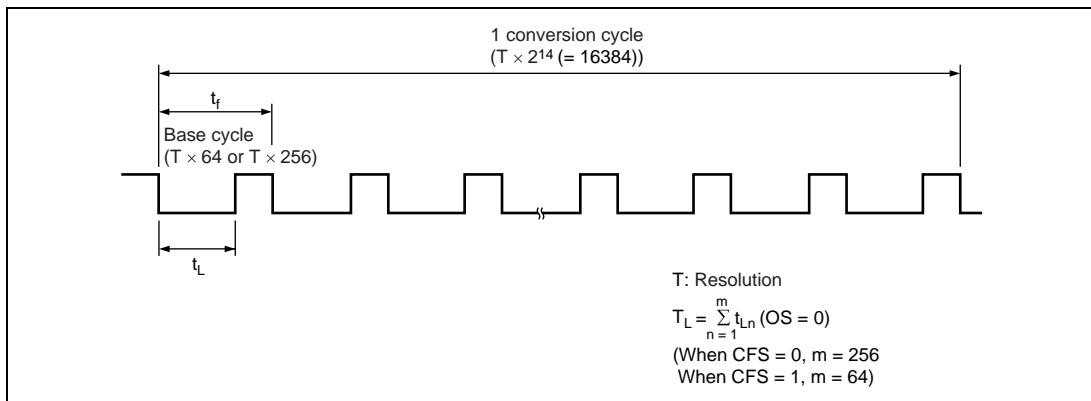 1 conversion cycle
(T × 2¹⁴ (= 16384))
t_f
Base cycle
(T × 64 or T × 256)
t_L
T: Resolution
T_L = Σ t_Ln (OS = 0)
m
n = 1
(When CFS = 0, m = 256
When CFS = 1, m = 64)